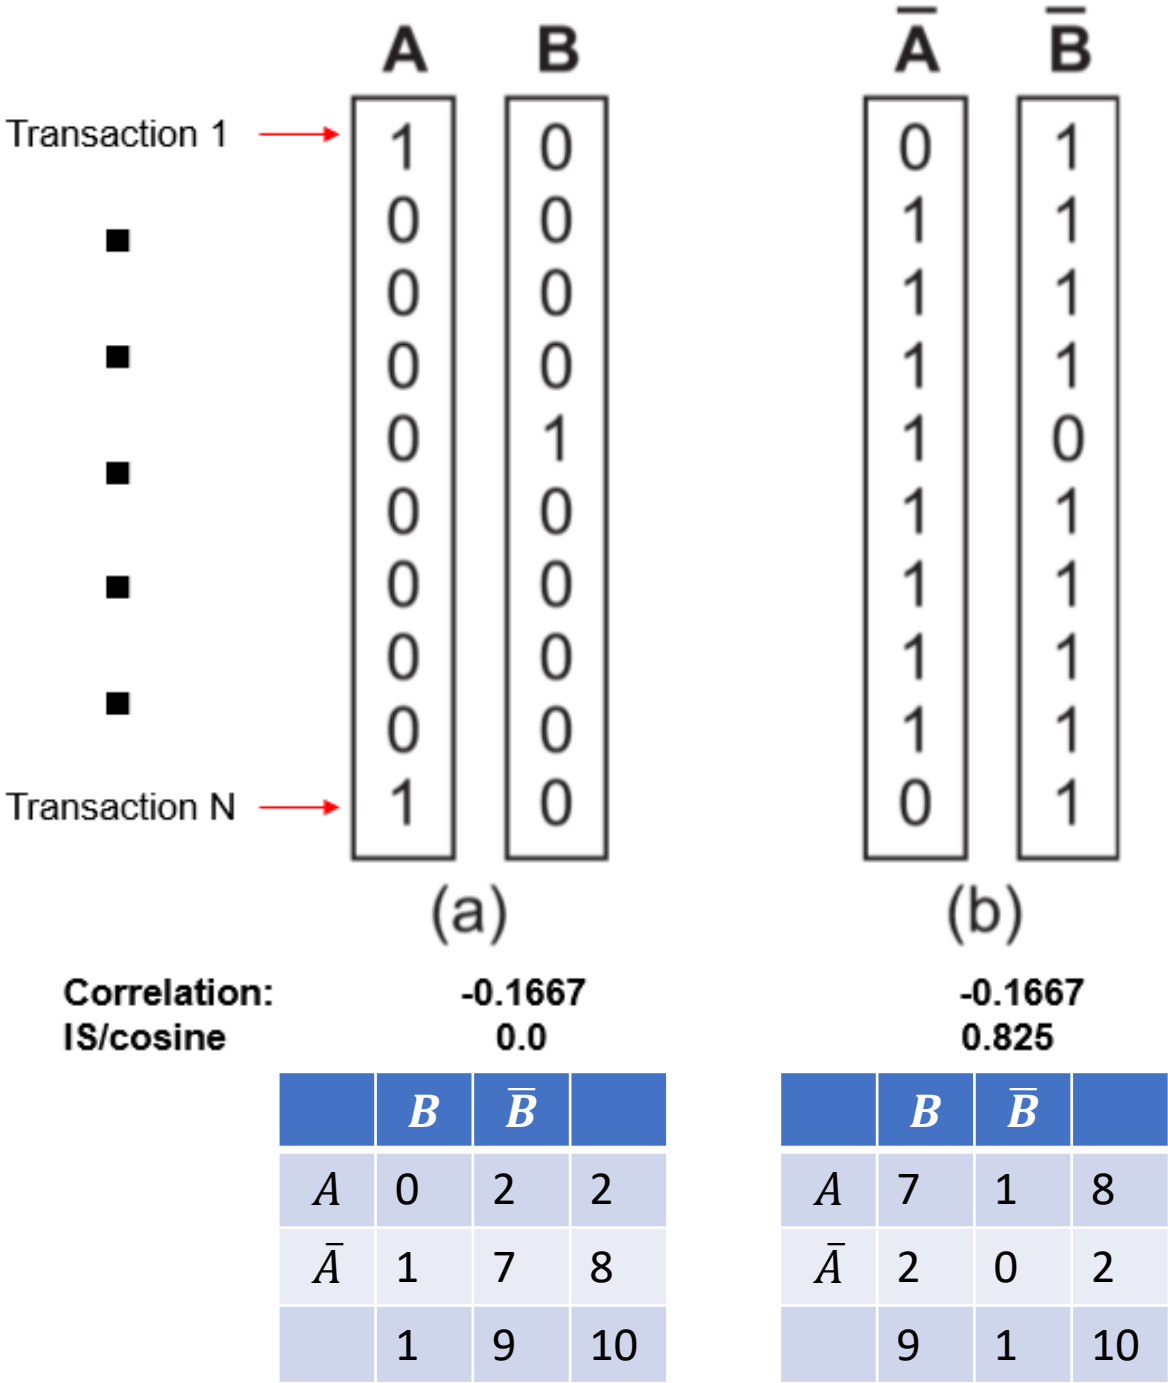 A B A̅ B̅
Transaction 1 1 0 0 1
0 0 1 1
0 0 1 1
0 0 1 1
0 1 1 0
0 0 1 1
0 0 1 1
0 0 1 1
0 0 1 1
Transaction N 1 0 0 1
(a) (b)
Correlation: -0.1667 -0.1667
IS/cosine 0.0 0.825
B B̅ B B̅
A 0 2 2 A 7 1 8
A̅ 1 7 8 A̅ 2 0 2
1 9 10 9 1 10